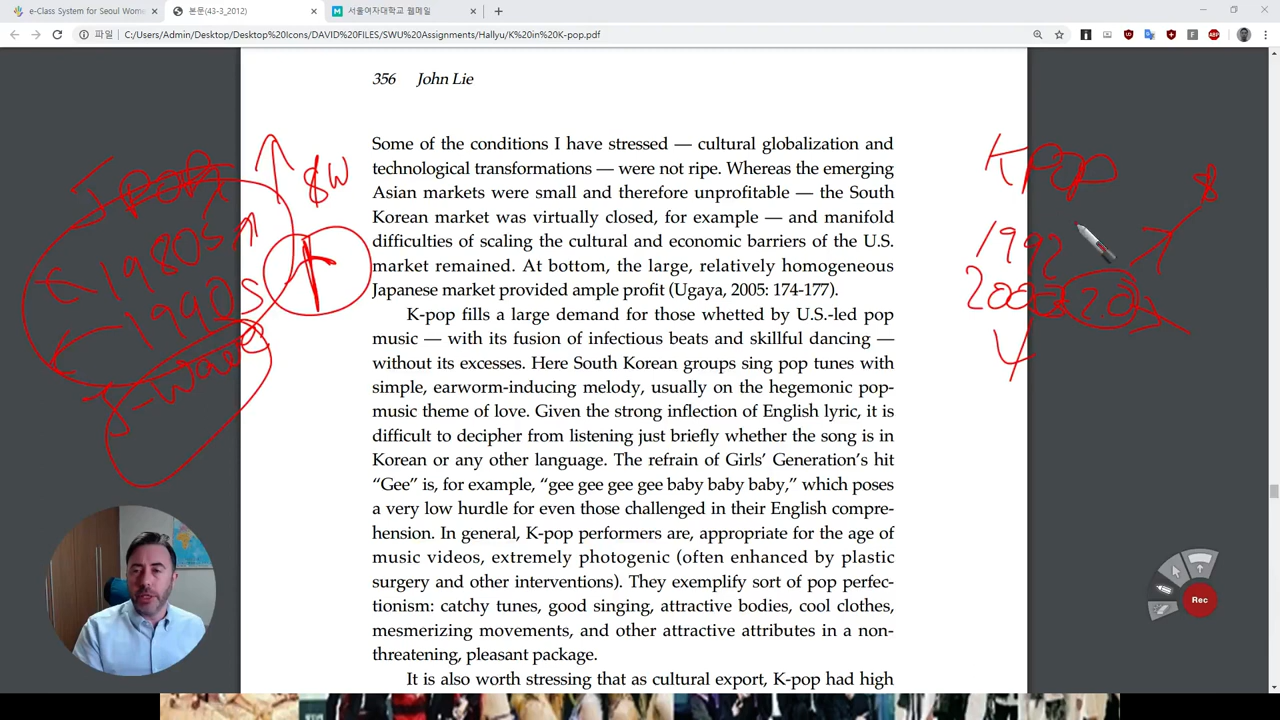 e-Class System for Seoul Wome
본문(43-3_2012)
서울여자대학교 웹메일
파일 C:/Users/Admin/Desktop/Desktop%20Icons/DAVID%20FILES/SWU%20Assignments/Hallyu/K%20in%20K-pop.pdf
356 John Lie
Some of the conditions I have stressed — cultural globalization and
technological transformations — were not ripe. Whereas the emerging
Asian markets were small and therefore unprofitable — the South
Korean market was virtually closed, for example — and manifold
difficulties of scaling the cultural and economic barriers of the U.S.
market remained. At bottom, the large, relatively homogeneous
Japanese market provided ample profit (Ugaya, 2005: 174-177).
K-pop fills a large demand for those whetted by U.S.-led pop
music — with its fusion of infectious beats and skillful dancing —
without its excesses. Here South Korean groups sing pop tunes with
simple, earworm-inducing melody, usually on the hegemonic pop-
music theme of love. Given the strong inflection of English lyric, it is
difficult to decipher from listening just briefly whether the song is in
Korean or any other language. The refrain of Girls’ Generation’s hit
“Gee” is, for example, “gee gee gee gee baby baby baby,” which poses
a very low hurdle for even those challenged in their English compre-
hension. In general, K-pop performers are, appropriate for the age of
music videos, extremely photogenic (often enhanced by plastic
surgery and other interventions). They exemplify sort of pop perfec-
tionism: catchy tunes, good singing, attractive bodies, cool clothes,
mesmerizing movements, and other attractive attributes in a non-
threatening, pleasant package.
It is also worth stressing that as cultural export, K-pop had high
Jpop
1980s
1990s
8W
KPOP
1992
8
Rec